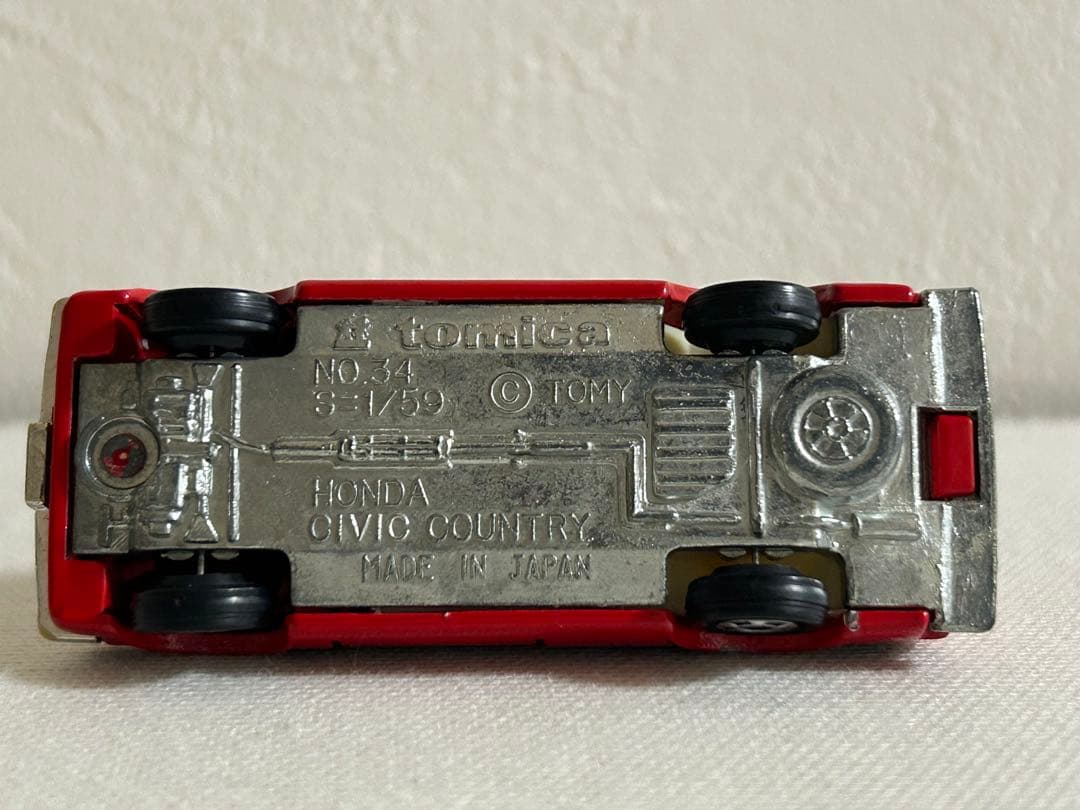 tomica
NO.34
S=1/59
© TOMY
HONDA
CIVIC COUNTRY
MADE IN JAPAN